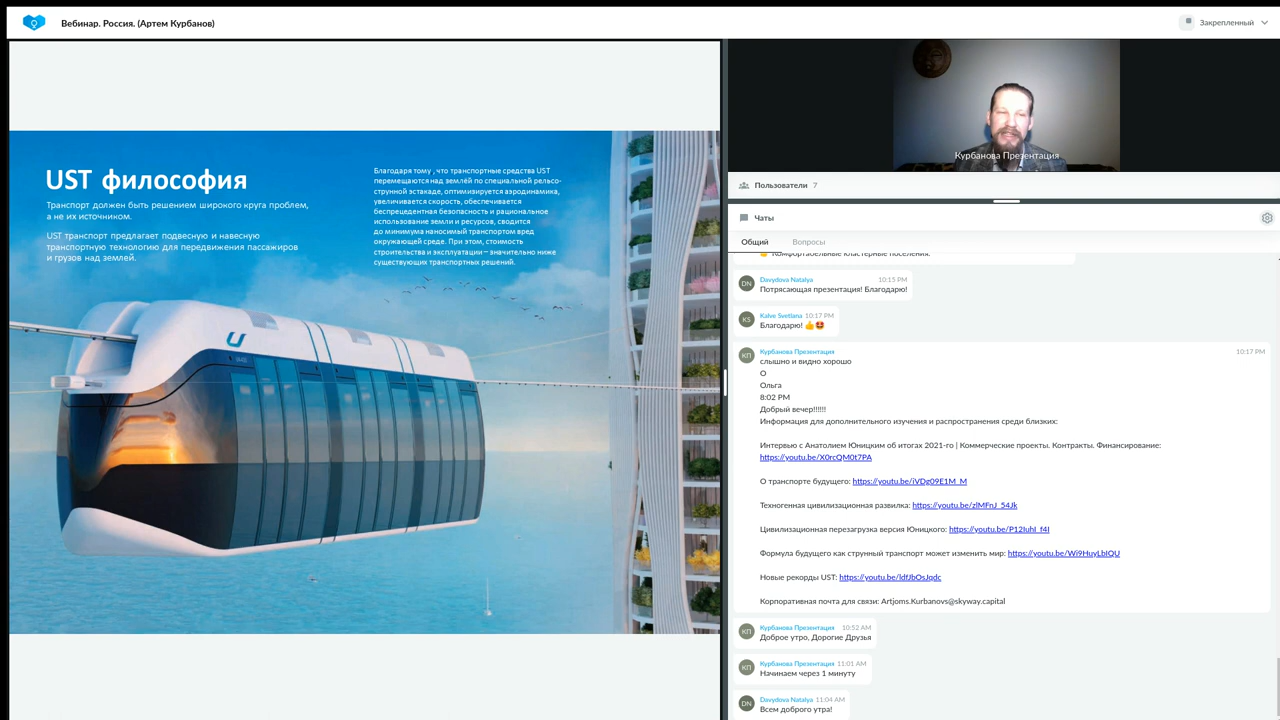 Вебинар. Россия. (Артем Курбанов)
Закрепленный
UST философия
Транспорт должен быть решением широкого круга проблем,
а не их источником.
UST транспорт предлагает подвесную и навесную
транспортную технологию для передвижения пассажиров
и грузов над землей.
Благодаря тому , что транспортные средства UST
перемещаются над землёй по специальной рельсо-
струнной эстакаде, оптимизируется аэродинамика,
увеличивается скорость, обеспечивается
беспрецедентная безопасность и рациональное
использование земли и ресурсов, сводится
до минимума наносимый транспортом вред
окружающей среде. При этом, стоимость
строительства и эксплуатации – значительно ниже
существующих транспортных решений.
Курбанова Презентация
Пользователи 7
Чаты
Общий Вопросы
Комфортабельные кластерные поселения.
DN Davydova Natalya 10:15 PM
Потрясающая презентация! Благодарю!
KS Kalve Svetlana 10:17 PM
Благодарю! 👍🤩
КП Курбанова Презентация 10:17 PM
слышно и видно хорошо
О
Ольга
8:02 PM
Добрый вечер!!!!!!
Информация для дополнительного изучения и распространения среди близких:
Интервью с Анатолием Юницким об итогах 2021-го | Коммерческие проекты. Контракты. Финансирование:
https://youtu.be/X0rcQM0t7PA
О транспорте будущего: https://youtu.be/iVDg09E1M_M
Техногенная цивилизационная развилка: https://youtu.be/zlMFnJ_54Jk
Цивилизационная перезагрузка версия Юницкого: https://youtu.be/P12IuhI_f4I
Формула будущего как струнный транспорт может изменить мир: https://youtu.be/Wi9HuyLbIQU
Новые рекорды UST: https://youtu.be/ldfJbOsJqdc
Корпоративная почта для связи: Artjoms.Kurbanovs@skyway.capital
КП Курбанова Презентация 10:52 AM
Доброе утро, Дорогие Друзья
КП Курбанова Презентация 11:01 AM
Начинаем через 1 минуту
DN Davydova Natalya 11:04 AM
Всем доброго утра!